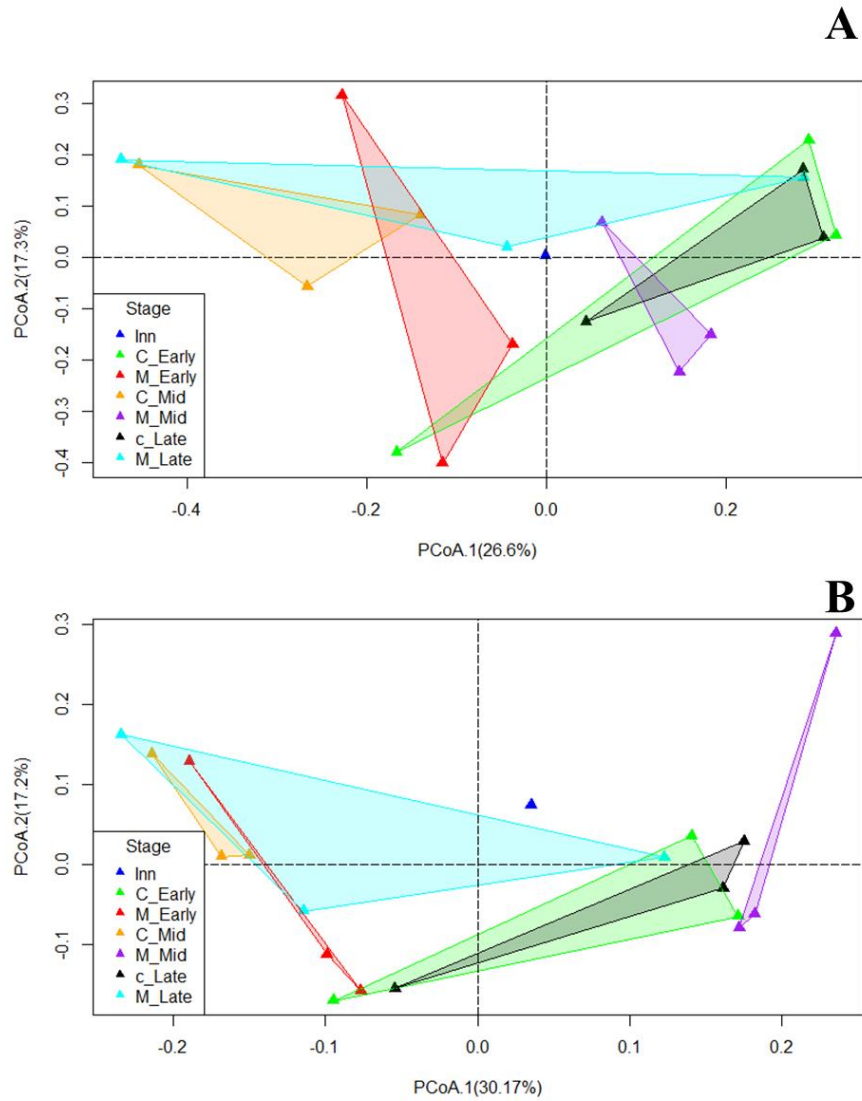 A
PCoA.2(17.3%)
0.3
0.2
0.1
0.0
-0.1
-0.2
-0.3
-0.4
Stage
Inn
C_Early
M_Early
C_Mid
M_Mid
c_Late
M_Late
-0.4 -0.2 0.0 0.2
PCoA.1(26.6%)
B
PCoA.2(17.2%)
0.3
0.2
0.1
0.0
-0.1
Stage
Inn
C_Early
M_Early
C_Mid
M_Mid
c_Late
M_Late
-0.2 -0.1 0.0 0.1 0.2
PCoA.1(30.17%)